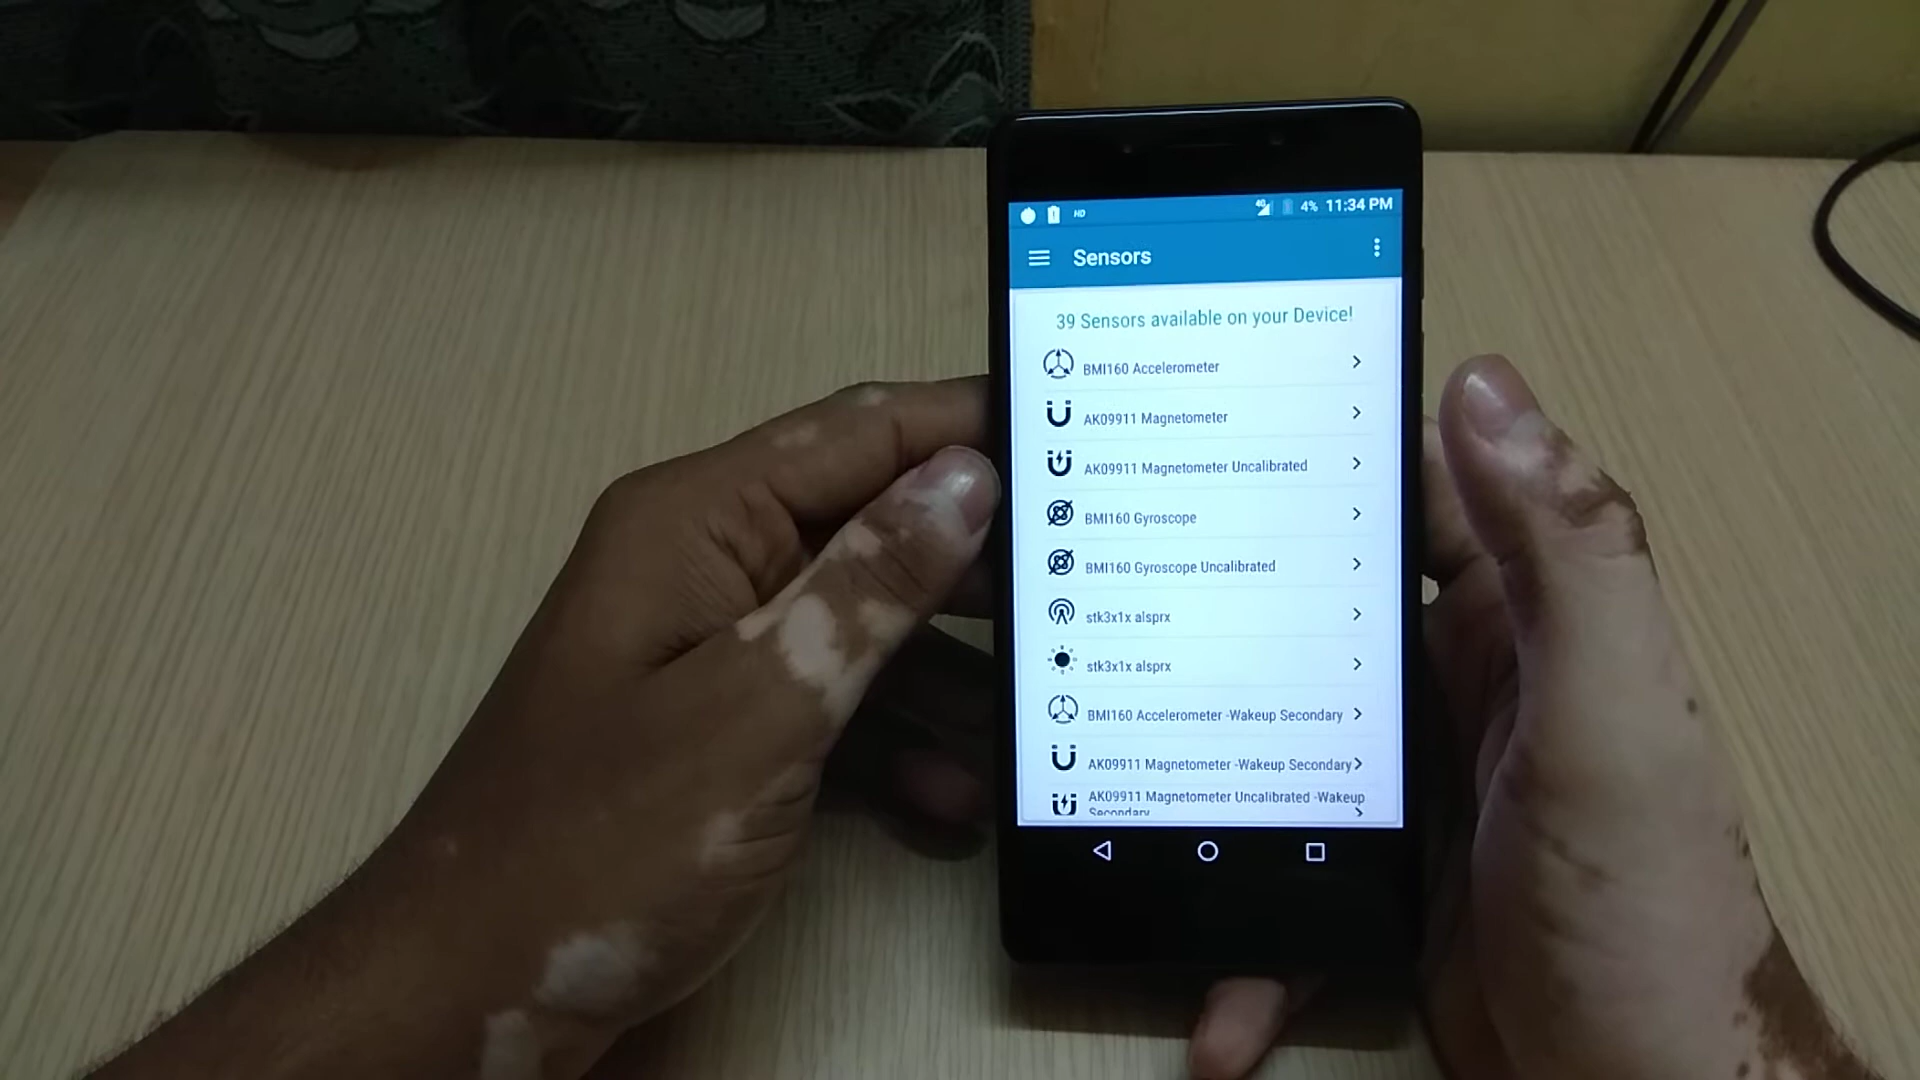 HD 4G 4% 11:34 PM
Sensors
39 Sensors available on your Device!
BMI160 Accelerometer
AK09911 Magnetometer
AK09911 Magnetometer Uncalibrated
BMI160 Gyroscope
BMI160 Gyroscope Uncalibrated
stk3x1x alsprx
stk3x1x alsprx
BMI160 Accelerometer -Wakeup Secondary
AK09911 Magnetometer -Wakeup Secondary
AK09911 Magnetometer Uncalibrated -Wakeup
Secondary